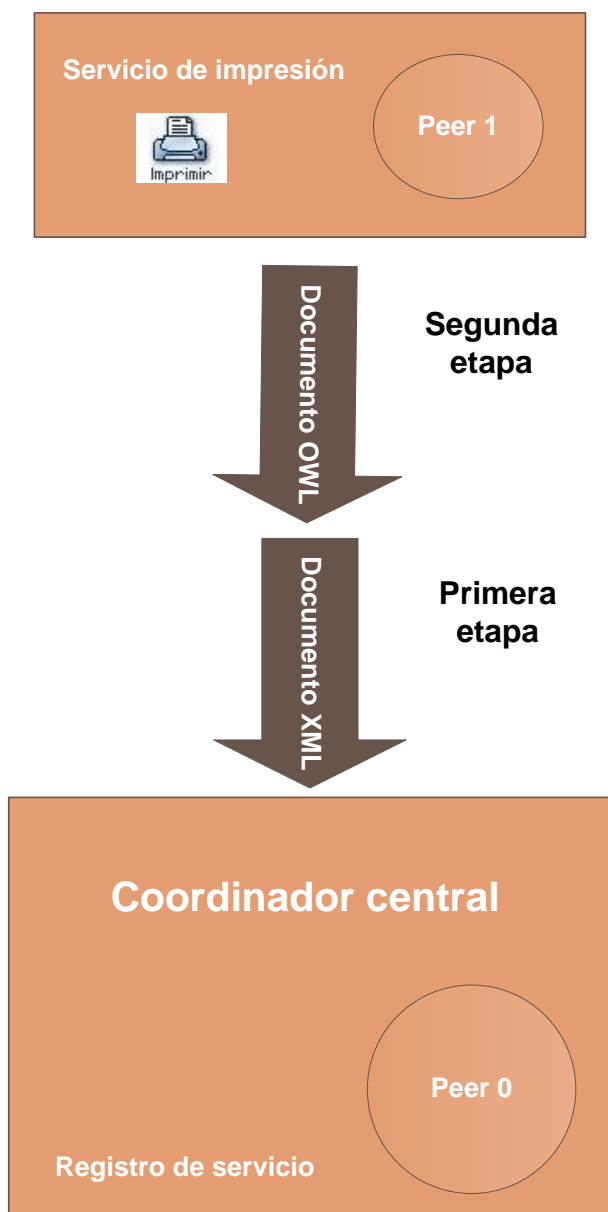 Servicio de impresión
Imprimir
Peer 1
Documento OWL
Segunda
etapa
Documento XML
Primera
etapa
Coordinador central
Peer 0
Registro de servicio